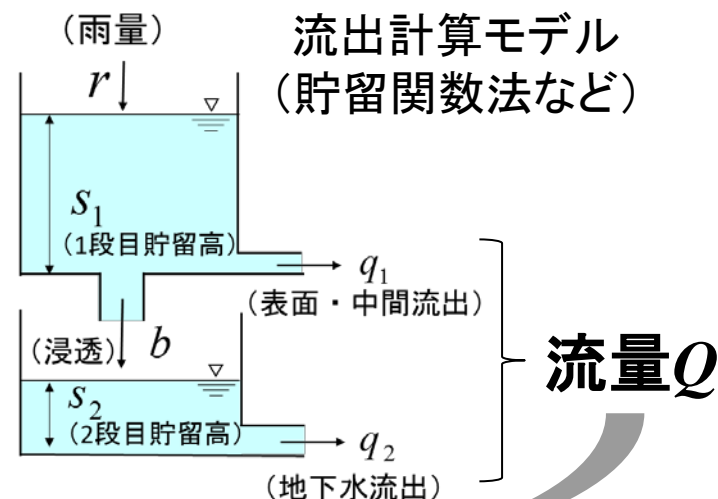 （雨量）
流出計算モデル
（貯留関数法など）
r
s₁
（1段目貯留高）
q₁
（表面・中間流出）
（浸透）
b
流量Q
s₂
（2段目貯留高）
q₂
（地下水流出）